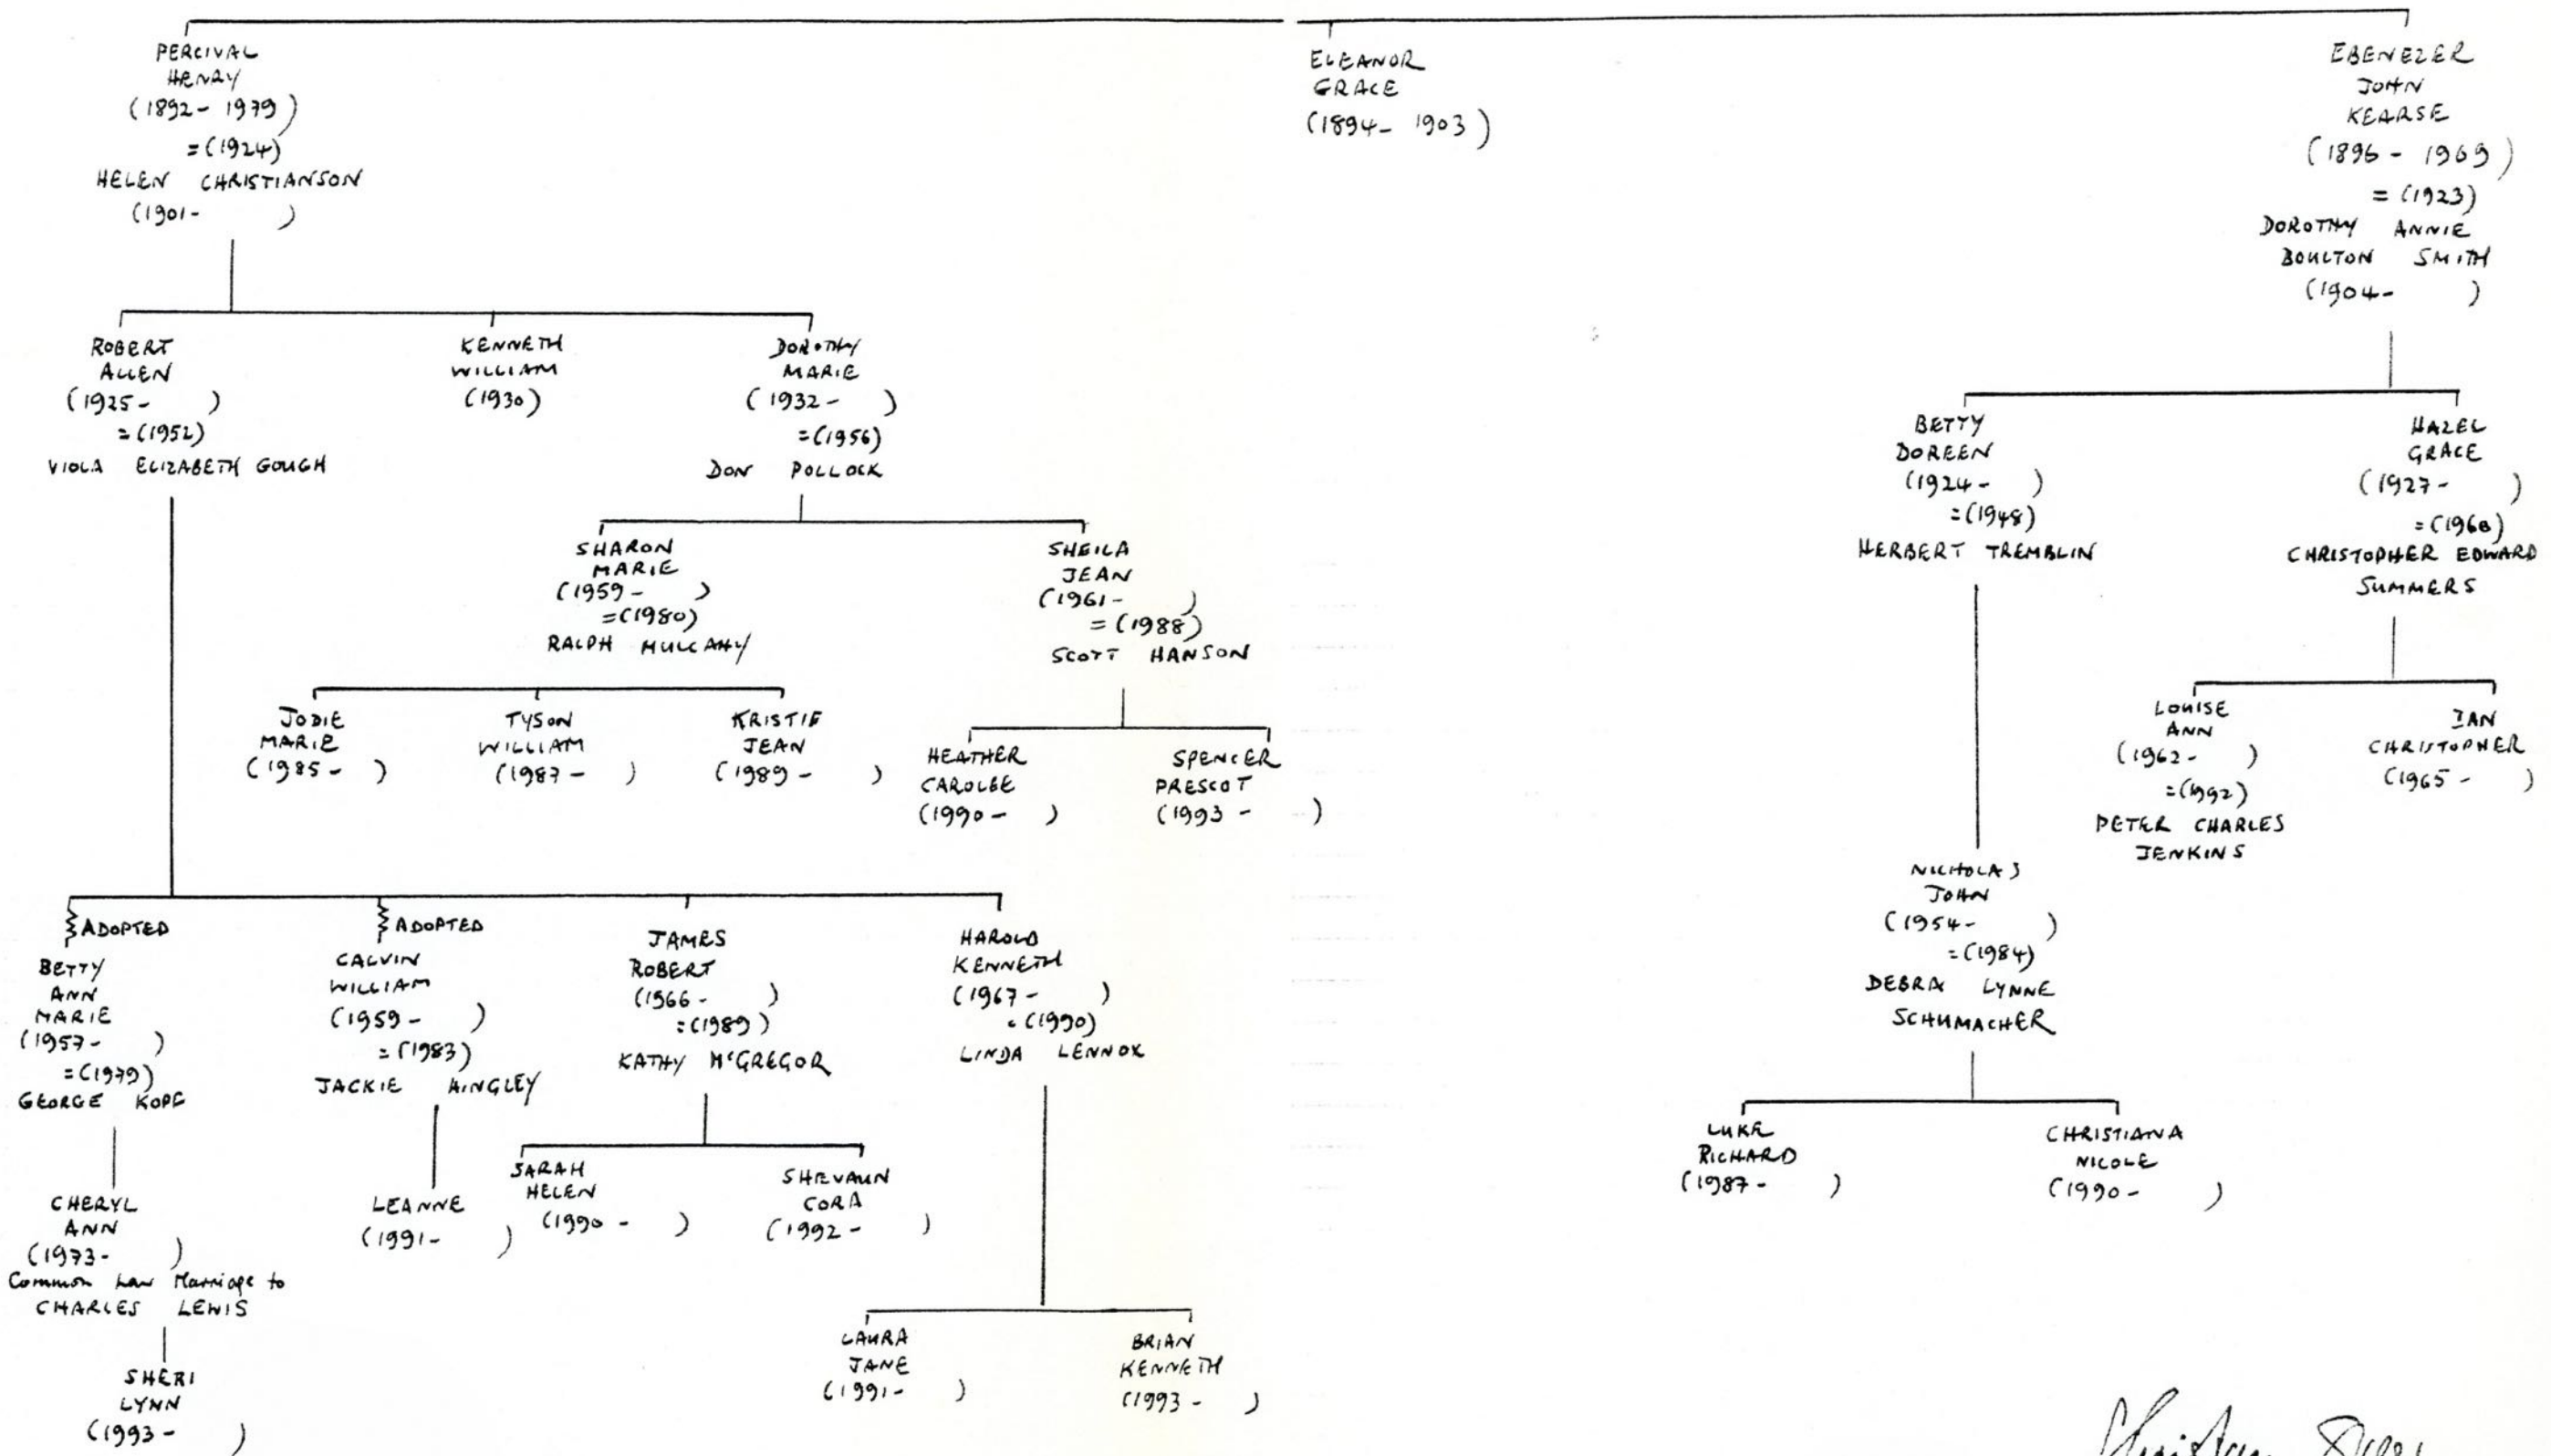 PERCIVAL
HENRY
(1892- 1979)
=(1924)
HELEN CHRISTIANSON
(1901- )
ELEANOR
GRACE
(1894- 1903)
EBENEZER
JOHN
KEARSE
(1896- 1969)
= (1923)
DOROTHY ANNIE
BOULTON SMITH
(1904- )
ROBERT
ALLEN
(1925- )
=(1952)
VIOLA ELIZABETH GOUGH
KENNETH
WILLIAM
(1930)
DOROTHY
MARIE
(1932- )
=(1956)
DON POLLOCK
BETTY
DOREEN
(1924- )
=(1948)
HERBERT TREMBLIN
HAZEL
GRACE
(1927- )
=(1960)
CHRISTOPHER EDWARD
SUMMERS
SHARON
MARIE
(1959- )
=(1980)
RALPH MULCAHY
SHEILA
JEAN
(1961- )
=(1988)
SCOTT HANSON
JODIE
MARIE
(1985- )
TYSON
WILLIAM
(1987- )
KRISTIE
JEAN
(1989- )
HEATHER
CAROLEE
(1990- )
SPENCER
PRESCOT
(1993- )
LOUISE
ANN
(1962- )
=(1992)
PETER CHARLES
JENKINS
IAN
CHRISTOPHER
(1965- )
NICHOLAS
JOHN
(1954- )
=(1984)
DEBRA LYNNE
SCHUMACHER
ADOPTED
BETTY
ANN
MARIE
(1957- )
=(1979)
GEORGE
ADOPTED
CALVIN
WILLIAM
(1959- )
=(1983)
JACKIE HINGLEY
JAMES
ROBERT
(1966- )
=(1989)
KATHY McGREGOR
HAROLD
KENNETH
(1967- )
=(1990)
LINDA LENNOX
CHERYL
ANN
(1973- )
Common Law Marriage to
CHARLES LEWIS
LEANNE
(1991- )
SARAH
HELEN
(1990- )
SHEVAUN
CORA
(1992- )
LUKE
RICHARD
(1987- )
CHRISTIANA
NICOLE
(1990- )
SHERI
LYNN
(1993- )
LAURA
JANE
(1991- )
BRIAN
KENNETH
(1993- )